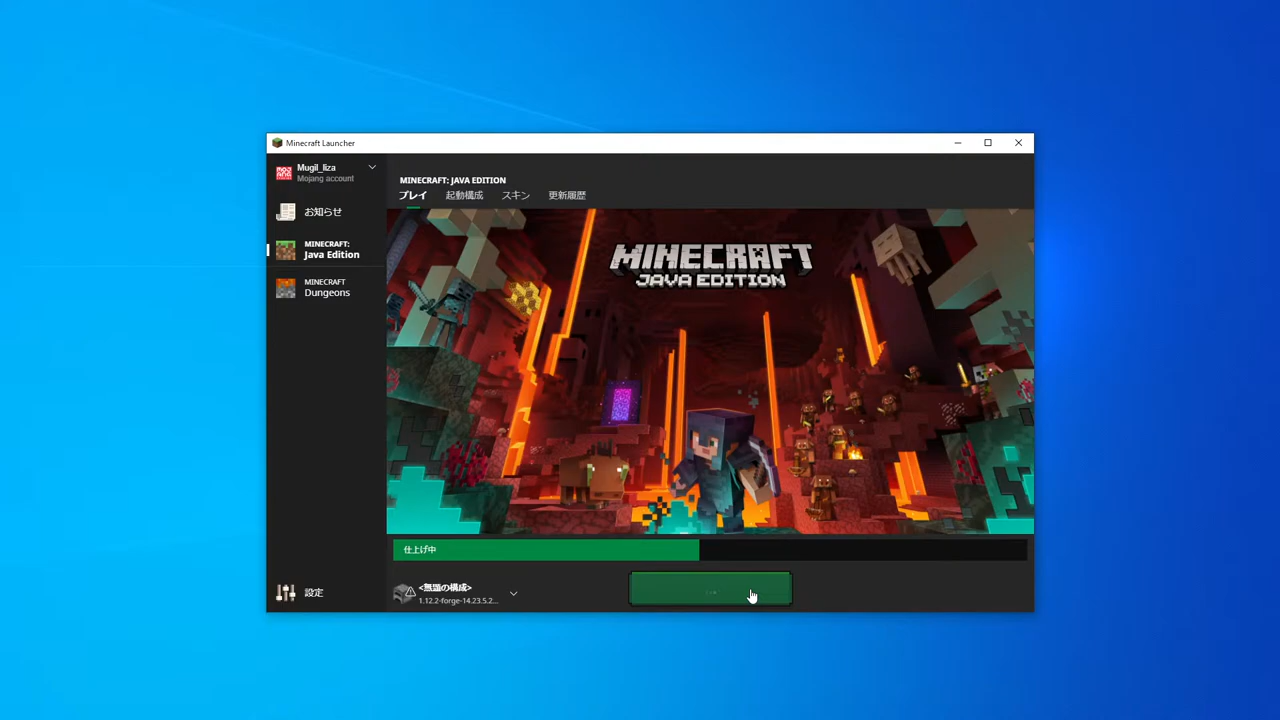 Minecraft Launcher
Mugil_liza
Mojang account
お知らせ
MINECRAFT:
Java Edition
MINECRAFT
Dungeons
設定
MINECRAFT: JAVA EDITION
プレイ 起動構成 スキン 更新履歴
MINECRAFT
JAVA EDITION
仕上げ中
<無題の構成>
1.12.2-forge-14.23.5.2...